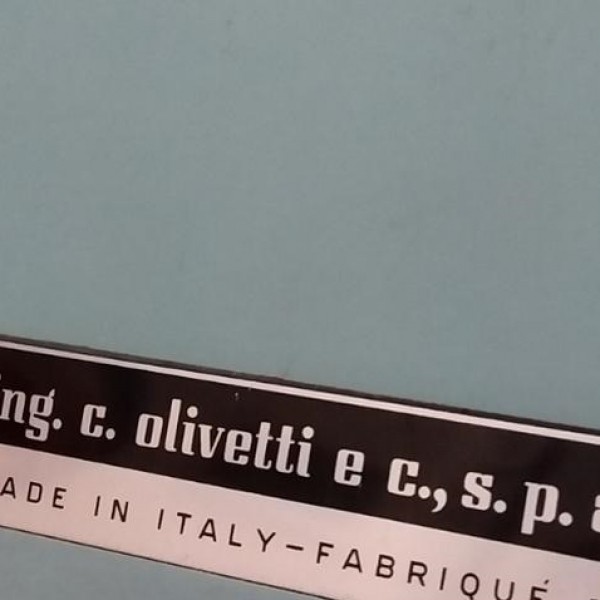 ing. c. olivetti e c., s. p. a
ADE IN ITALY-FABRIQUÉ